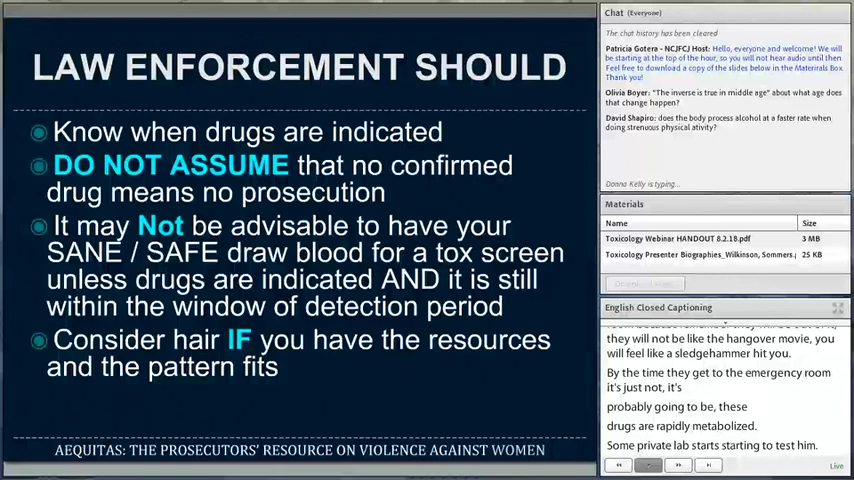 LAW ENFORCEMENT SHOULD
Know when drugs are indicated
DO NOT ASSUME that no confirmed
drug means no prosecution
It may Not be advisable to have your
SANE / SAFE draw blood for a tox screen
unless drugs are indicated AND it is still
within the window of detection period
Consider hair IF you have the resources
and the pattern fits
AEQUITAS: THE PROSECUTORS' RESOURCE ON VIOLENCE AGAINST WOMEN
Chat (Everyone)
The chat history has been cleared
Patricia Gotera - NCJFCJ Host: Hello, everyone and welcome! We will
be starting at the top of the hour, so you will not hear audio until then.
Feel free to download a copy of the slides below in the Materirals Box.
Thank you!
Olivia Boyer: "The inverse is true in middle age" about what age does
that change happen?
David Shapiro: does the body process alcohol at a faster rate when
doing strenuous physical ativity?
Donna Kelly is typing...
Materials
Name Size
Toxicology Webinar HANDOUT 8.2.18.pdf 3 MB
Toxicology Presenter Biographies_Wilkinson, Sommers. 25 KB
English Closed Captioning
they will not be like the hangover movie, you
will feel like a sledgehammer hit you.
By the time they get to the emergency room
it's just not, it's
probably going to be, these
drugs are rapidly metabolized.
Some private lab starts starting to test him.
Live